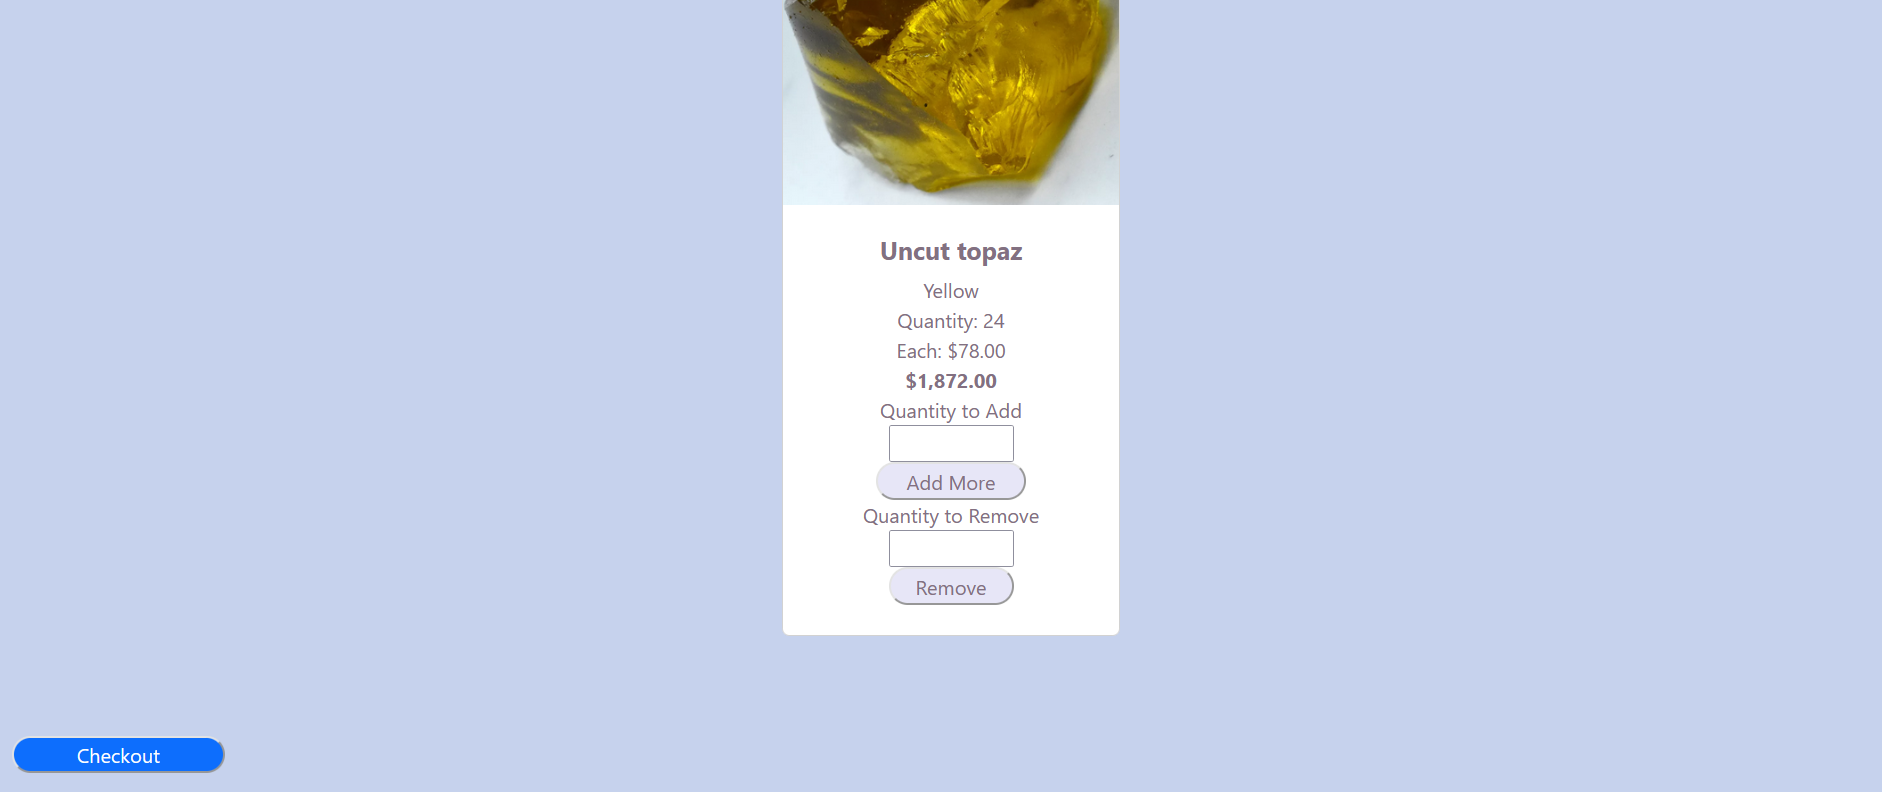 Uncut topaz
Yellow
Quantity: 24
Each: $78.00
$1,872.00
Quantity to Add
Add More
Quantity to Remove
Remove
Checkout